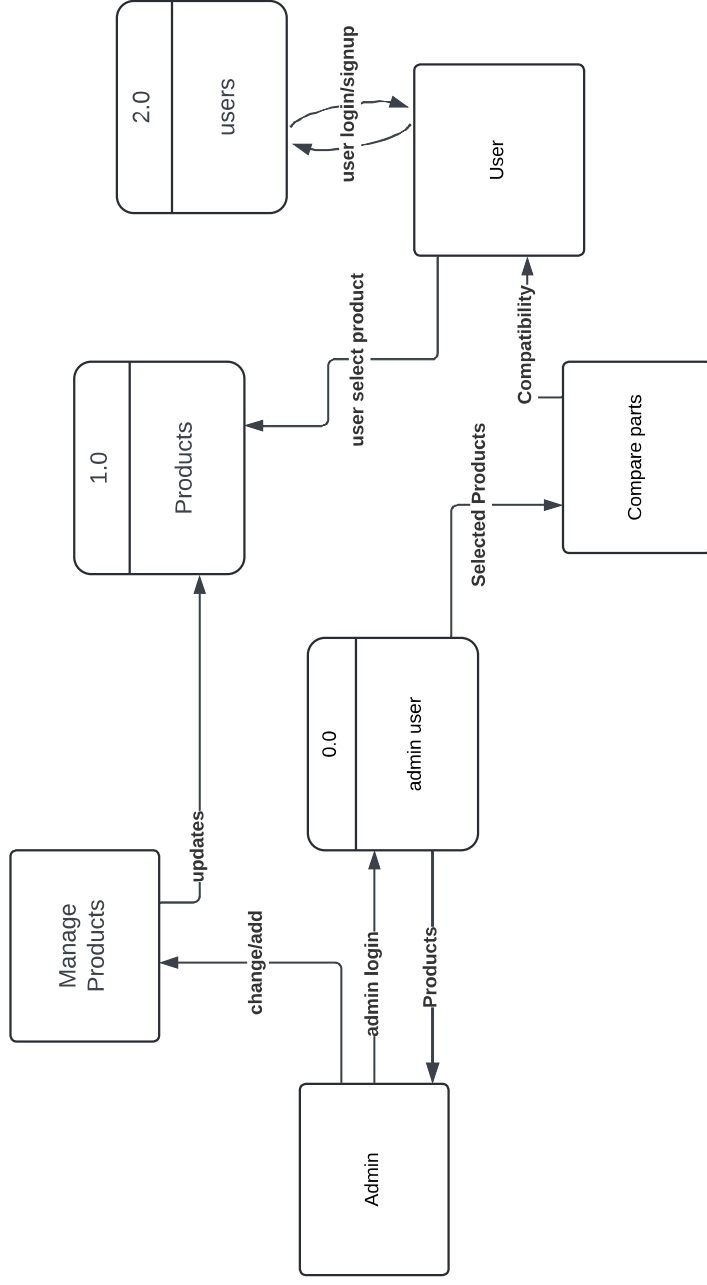 Manage
Products
1.0
Products
2.0
users
updates
change/add
user select product
user login/signup
Admin
admin login
Products
0.0
admin user
Selected Products
Compare parts
Compatibility
User